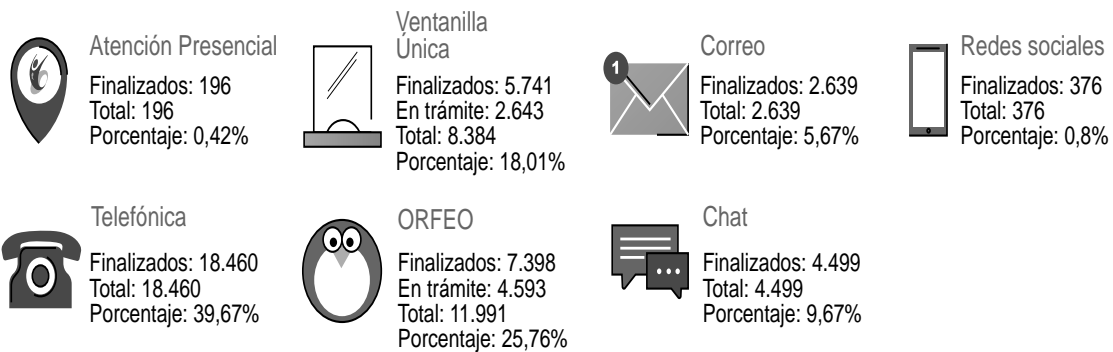 Atención Presencial
Finalizados: 196
Total: 196
Porcentaje: 0,42%
Ventanilla
Única
Finalizados: 5.741
En trámite: 2.643
Total: 8.384
Porcentaje: 18,01%
1
Correo
Finalizados: 2.639
Total: 2.639
Porcentaje: 5,67%
Redes sociales
Finalizados: 376
Total: 376
Porcentaje: 0,8%
Telefónica
Finalizados: 18.460
Total: 18.460
Porcentaje: 39,67%
ORFEO
Finalizados: 7.398
En trámite: 4.593
Total: 11.991
Porcentaje: 25,76%
Chat
Finalizados: 4.499
Total: 4.499
Porcentaje: 9,67%